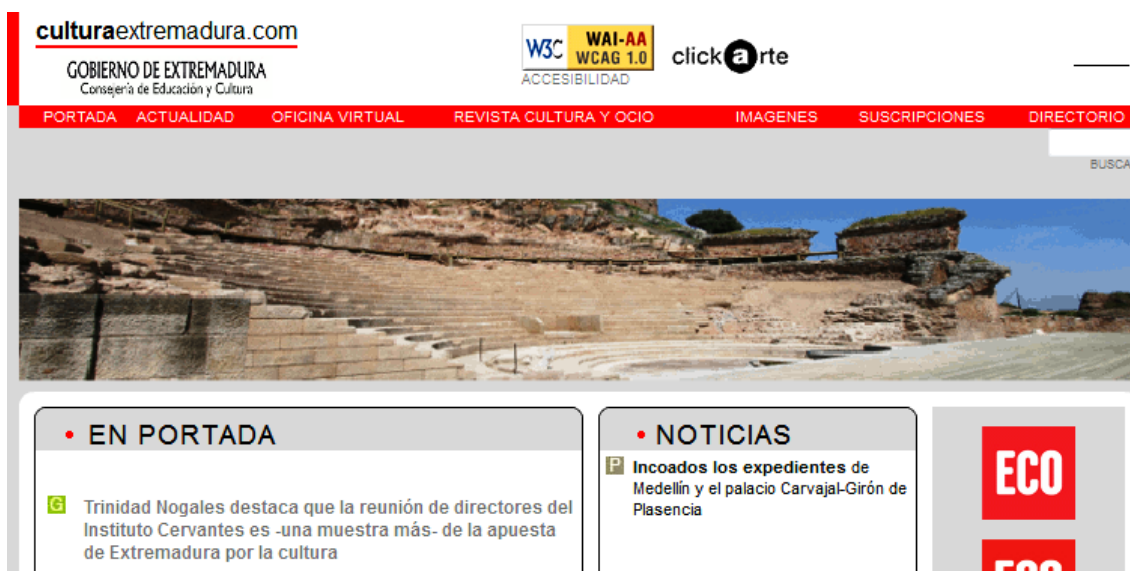 culturaextremadura.com
GOBIERNO DE EXTREMADURA
Consejería de Educación y Cultura
W3C WAI-AA
WCAG 1.0
ACCESIBILIDAD
clickarte
PORTADA ACTUALIDAD OFICINA VIRTUAL REVISTA CULTURA Y OCIO IMAGENES SUSCRIPCIONES DIRECTORIO
BUSCA
• EN PORTADA
G Trinidad Nogales destaca que la reunión de directores del
Instituto Cervantes es -una muestra más- de la apuesta
de Extremadura por la cultura
• NOTICIAS
P Incoados los expedientes de
Medellín y el palacio Carvajal-Girón de
Plasencia
ECO
ECO